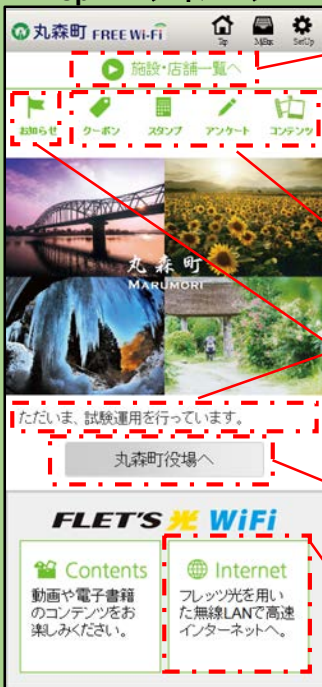 丸森町 FREE Wi-Fi
Top
MyBox
SetUp
施設・店舗一覧へ
お知らせ
クーポン
スタンプ
アンケート
コンテンツ
丸森町
MARUMORI
ただいま、試験運用を行っています。
丸森町役場へ
FLET'S 光 WiFi
Contents
動画や電子書籍
のコンテンツをお
楽しみください。
Internet
フレッツ光を用い
た無線LANで高速
インターネットへ。